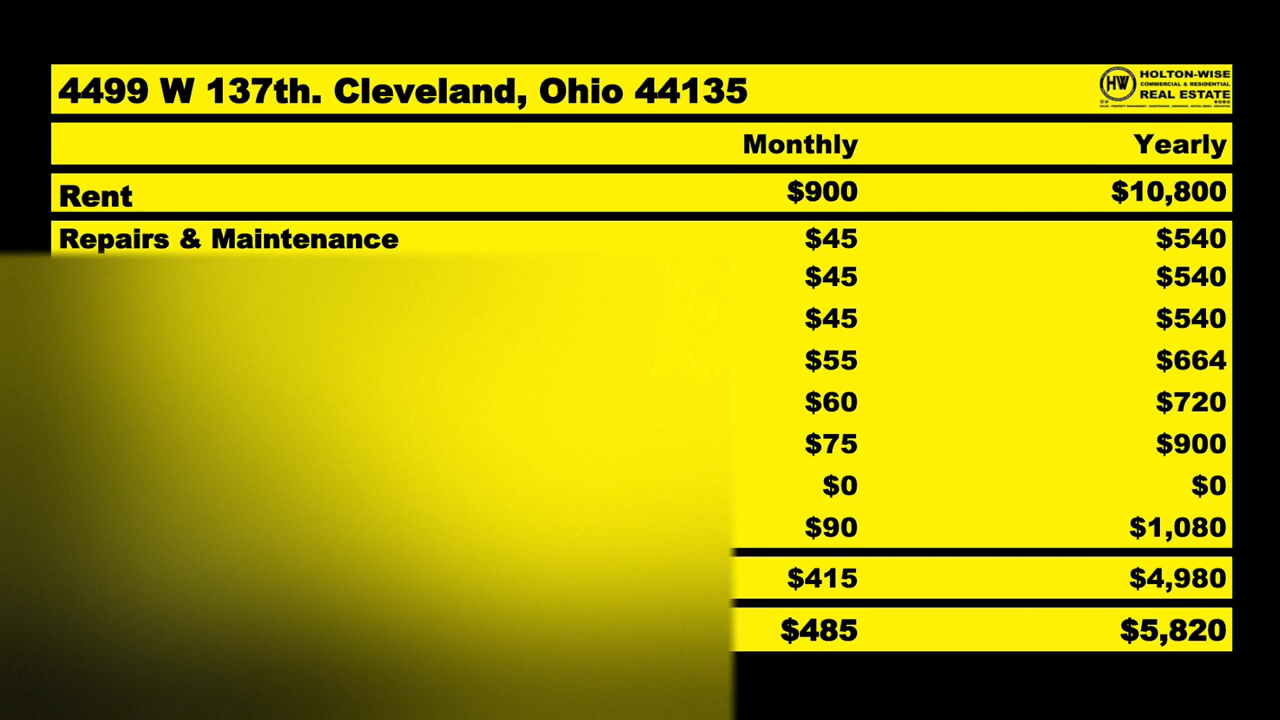 4499 W 137th. Cleveland, Ohio 44135
HW
HOLTON-WISE
COMMERCIAL & RESIDENTIAL
REAL ESTATE
Monthly Yearly
Rent $900 $10,800
Repairs & Maintenance $45 $540
$45 $540
$45 $540
$55 $664
$60 $720
$75 $900
$0 $0
$90 $1,080
$415 $4,980
$485 $5,820